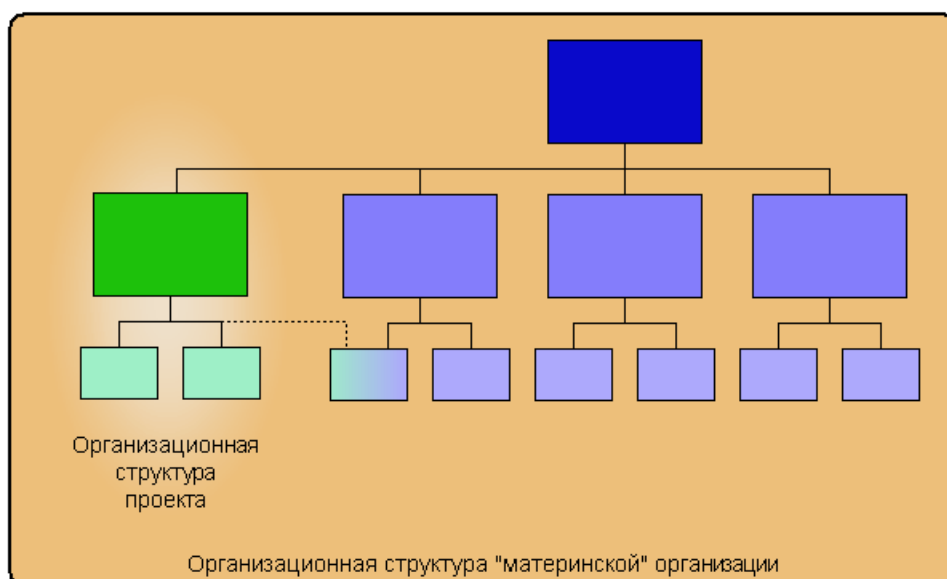 Организационная
структура
проекта
Организационная структура "материнской" организации